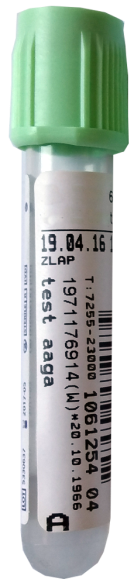 19.04.16
ZLAP
T:7255-23000 1061254 04
1971176914(W)*20.10.1966
test aaga
A